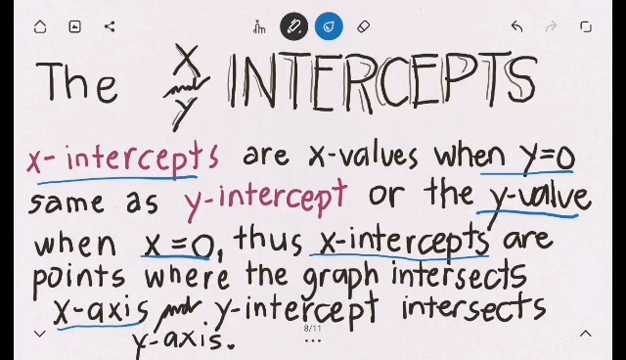 The x and y INTERCEPTS
x-intercepts are x-values when y=0
same as y-intercept or the y-value
when x=0, thus x-intercepts are
points where the graph intersects
x-axis and y-intercept intersects
8/11
y-axis.